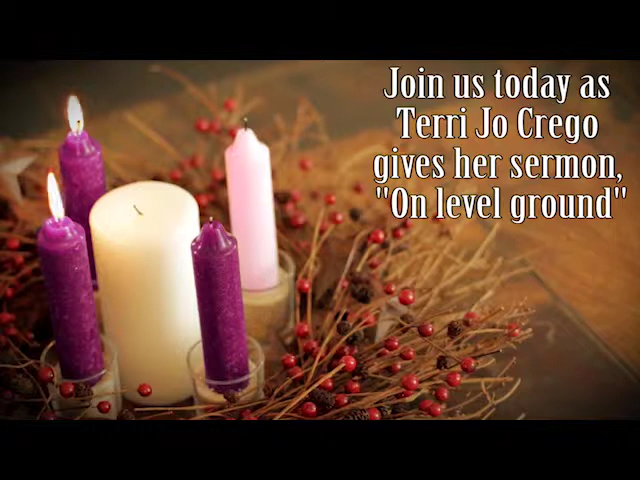 Join us today as
Terri Jo Crego
gives her sermon,
"On level ground"